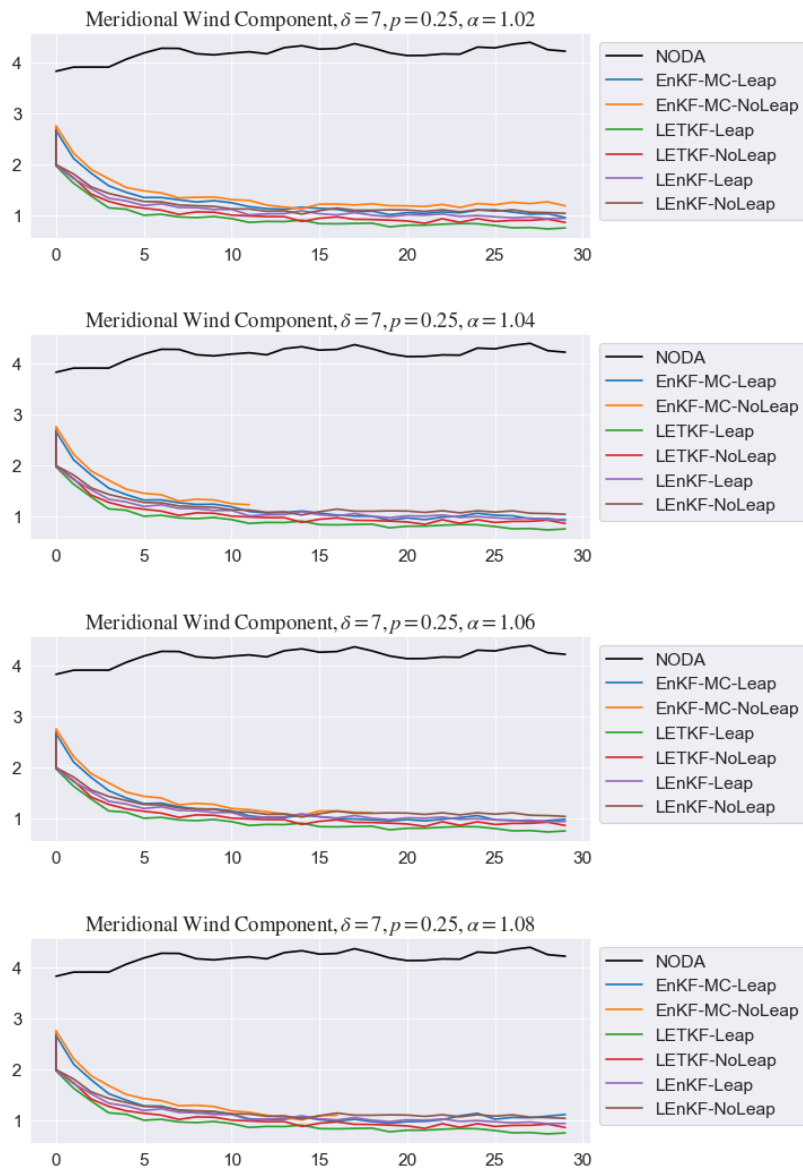 Meridional Wind Component, δ = 7, p = 0.25, α = 1.02
4
3
2
1
0 5 10 15 20 25 30
NODA
EnKF-MC-Leap
EnKF-MC-NoLeap
LETKF-Leap
LETKF-NoLeap
LEnKF-Leap
LEnKF-NoLeap
Meridional Wind Component, δ = 7, p = 0.25, α = 1.04
4
3
2
1
0 5 10 15 20 25 30
NODA
EnKF-MC-Leap
EnKF-MC-NoLeap
LETKF-Leap
LETKF-NoLeap
LEnKF-Leap
LEnKF-NoLeap
Meridional Wind Component, δ = 7, p = 0.25, α = 1.06
4
3
2
1
0 5 10 15 20 25 30
NODA
EnKF-MC-Leap
EnKF-MC-NoLeap
LETKF-Leap
LETKF-NoLeap
LEnKF-Leap
LEnKF-NoLeap
Meridional Wind Component, δ = 7, p = 0.25, α = 1.08
4
3
2
1
0 5 10 15 20 25 30
NODA
EnKF-MC-Leap
EnKF-MC-NoLeap
LETKF-Leap
LETKF-NoLeap
LEnKF-Leap
LEnKF-NoLeap